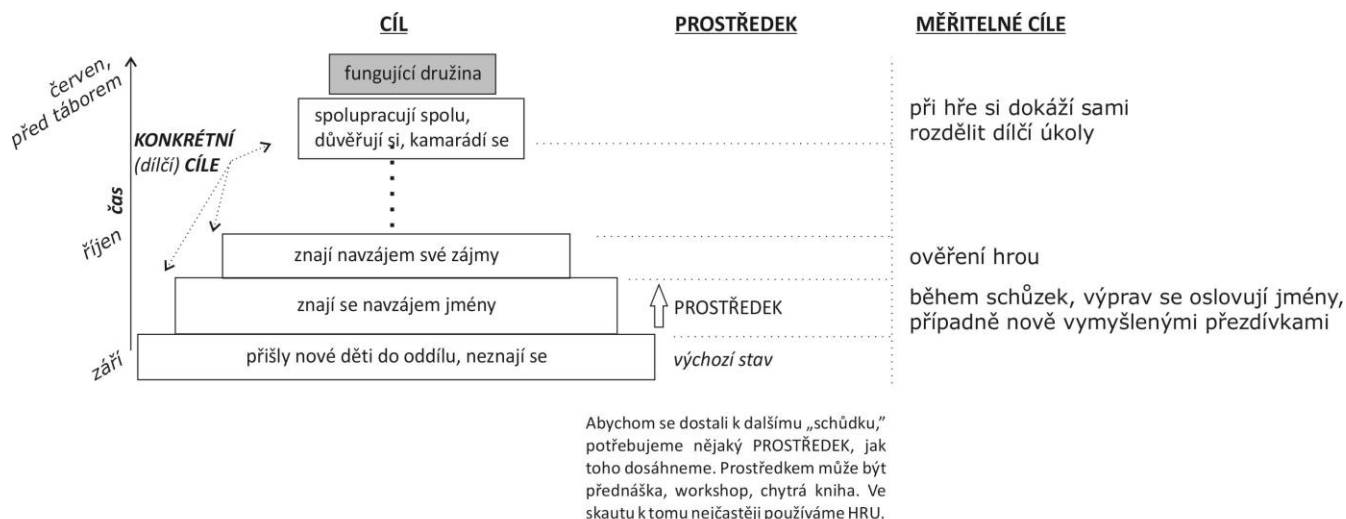 CÍL
PROSTŘEDEK
MĚŘITELNÉ CÍLE
červen,
před táborem
fungující družina
spolupracují spolu,
důvěřují si, kamarádí se
při hře si dokáží sami
rozdělit dílčí úkoly
KONKRÉTNÍ
(dílčí) CÍLE
čas
říjen
znají navzájem své zájmy
ověření hrou
znají se navzájem jmény
PROSTŘEDEK
během schůzek, výprav se oslovují jmény,
případně nově vymyšlenými přezdívkami
září
přišly nové děti do oddílu, neznají se
výchozí stav
Abychom se dostali k dalšímu „schůdku,”
potřebujeme nějaký PROSTŘEDEK, jak
toho dosáhneme. Prostředkem může být
přednáška, workshop, chytrá kniha. Ve
skautu k tomu nejčastěji používáme HRU.